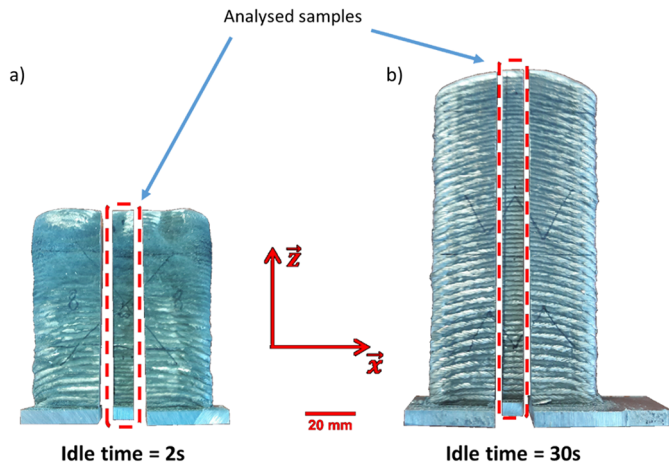 Analysed samples
a)
b)
z
x
20 mm
Idle time = 2s
Idle time = 30s